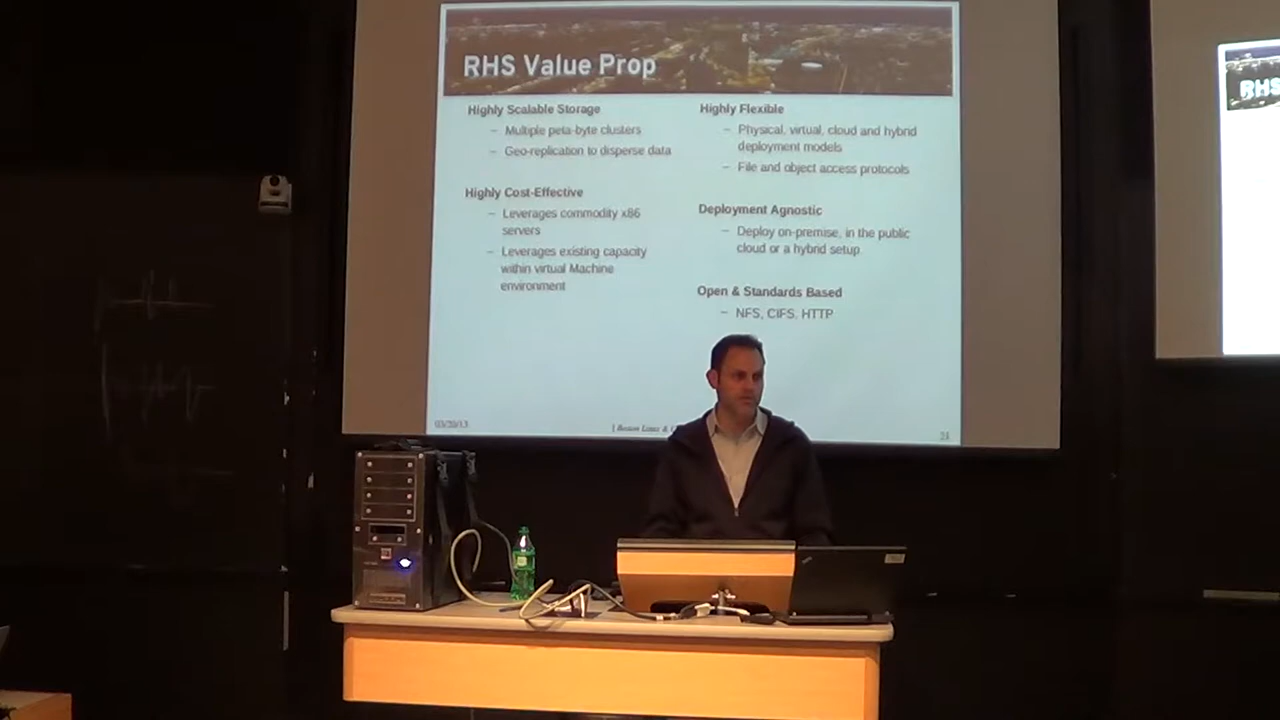 RHS Value Prop
Highly Scalable Storage
– Multiple peta-byte clusters
– Geo-replication to disperse data
Highly Cost-Effective
– Leverages commodity x86
servers
– Leverages existing capacity
within virtual Machine
environment
Highly Flexible
– Physical, virtual, cloud and hybrid
deployment models
– File and object access protocols
Deployment Agnostic
– Deploy on-premise, in the public
cloud or a hybrid setup.
Open & Standards Based
– NFS, CIFS, HTTP
03/20/13
Boston Linux &
24
RHS